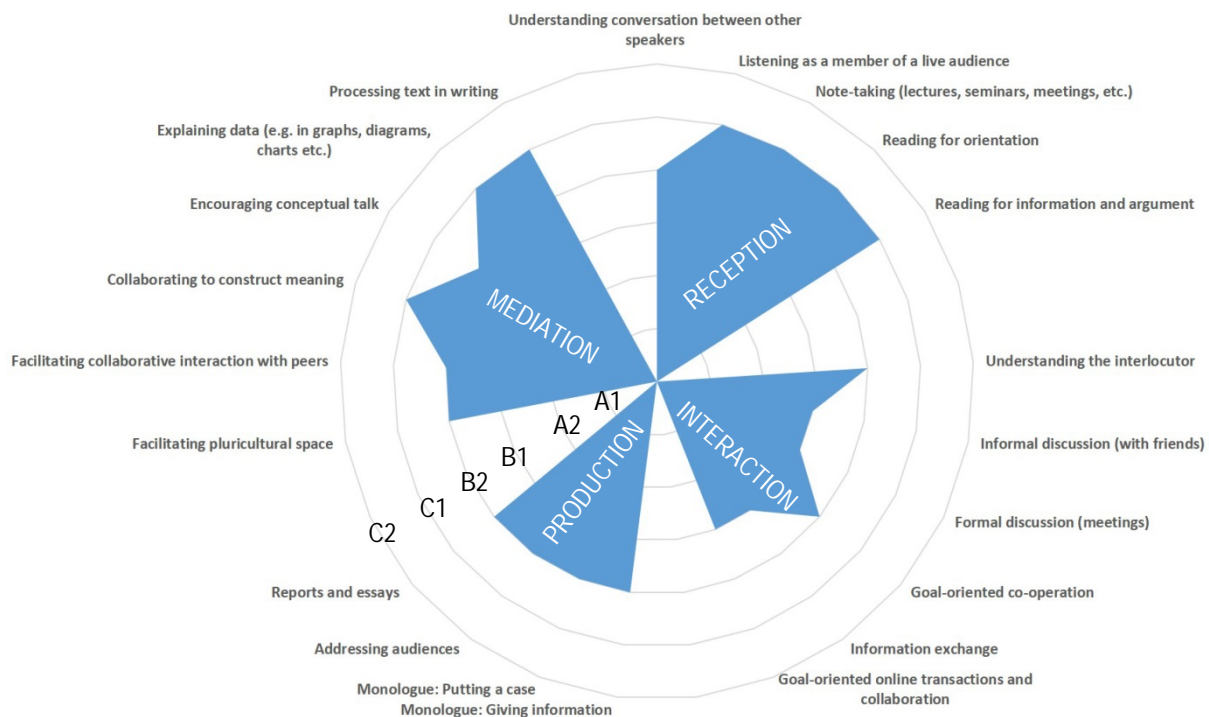 Understanding conversation between other
speakers
Listening as a member of a live audience
Note-taking (lectures, seminars, meetings, etc.)
Reading for orientation
Reading for information and argument
Understanding the interlocutor
Informal discussion (with friends)
Formal discussion (meetings)
Goal-oriented co-operation
Information exchange
Goal-oriented online transactions and
collaboration
Monologue: Giving information
Monologue: Putting a case
Addressing audiences
Reports and essays
Facilitating pluricultural space
Facilitating collaborative interaction with peers
Collaborating to construct meaning
Encouraging conceptual talk
Explaining data (e.g. in graphs, diagrams,
charts etc.)
Processing text in writing
RECEPTION
INTERACTION
PRODUCTION
MEDIATION
A1
A2
B1
B2
C1
C2